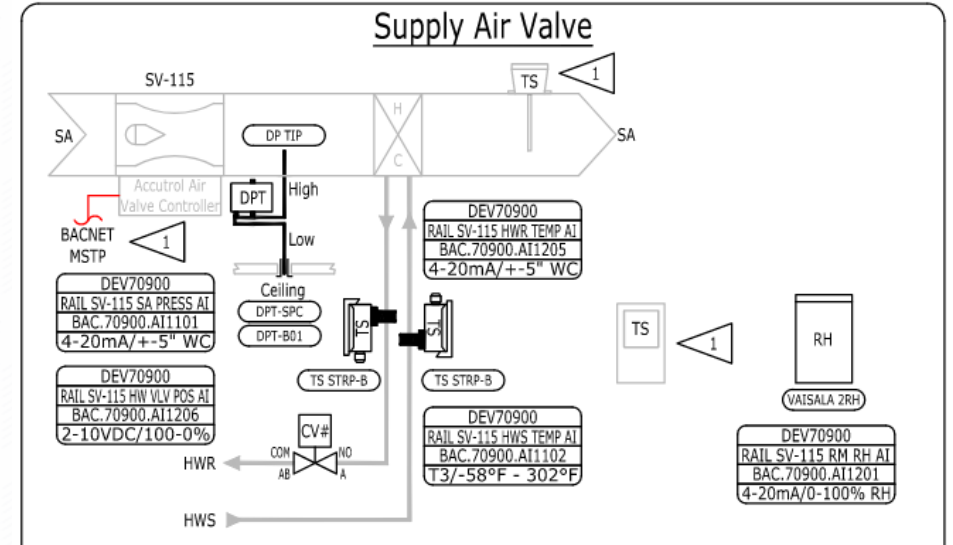 Supply Air Valve
SV-115
TS
1
SA
DP TIP
H
C
SA
Accutrol Air
Valve Controller
DPT
High
Low
BACNET
MSTP
1
Ceiling
DPT-SPC
DPT-B01
DEV70900
RAIL SV-115 HWR TEMP AI
BAC.70900.AI1205
4-20mA/+-5" WC
DEV70900
RAIL SV-115 SA PRESS AI
BAC.70900.AI1101
4-20mA/+-5" WC
TS
TS
TS STRP-B
TS STRP-B
TS
1
RH
VAISALA 2RH
DEV70900
RAIL SV-115 HW VLV POS AI
BAC.70900.AI1206
2-10VDC/100-0%
DEV70900
RAIL SV-115 HWS TEMP AI
BAC.70900.AI1102
T3/-58°F - 302°F
DEV70900
RAIL SV-115 RM RH AI
BAC.70900.AI1201
4-20mA/0-100% RH
CV#
COM
NO
AB
A
HWR
HWS